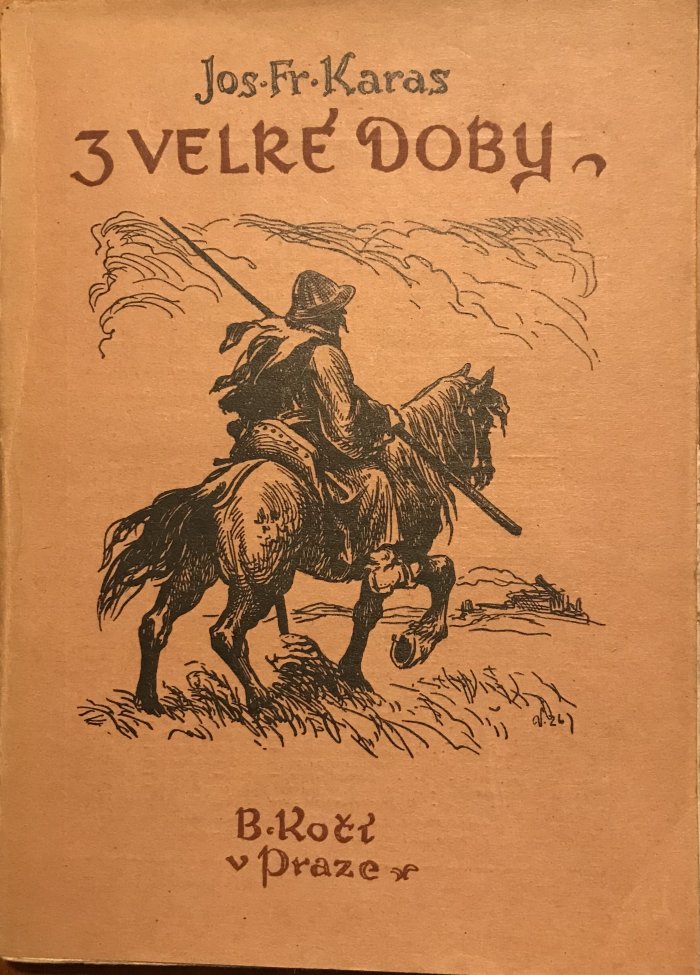 Jos. Fr. Karas
Z VELKÉ DOBY
B. Kočí
v Praze